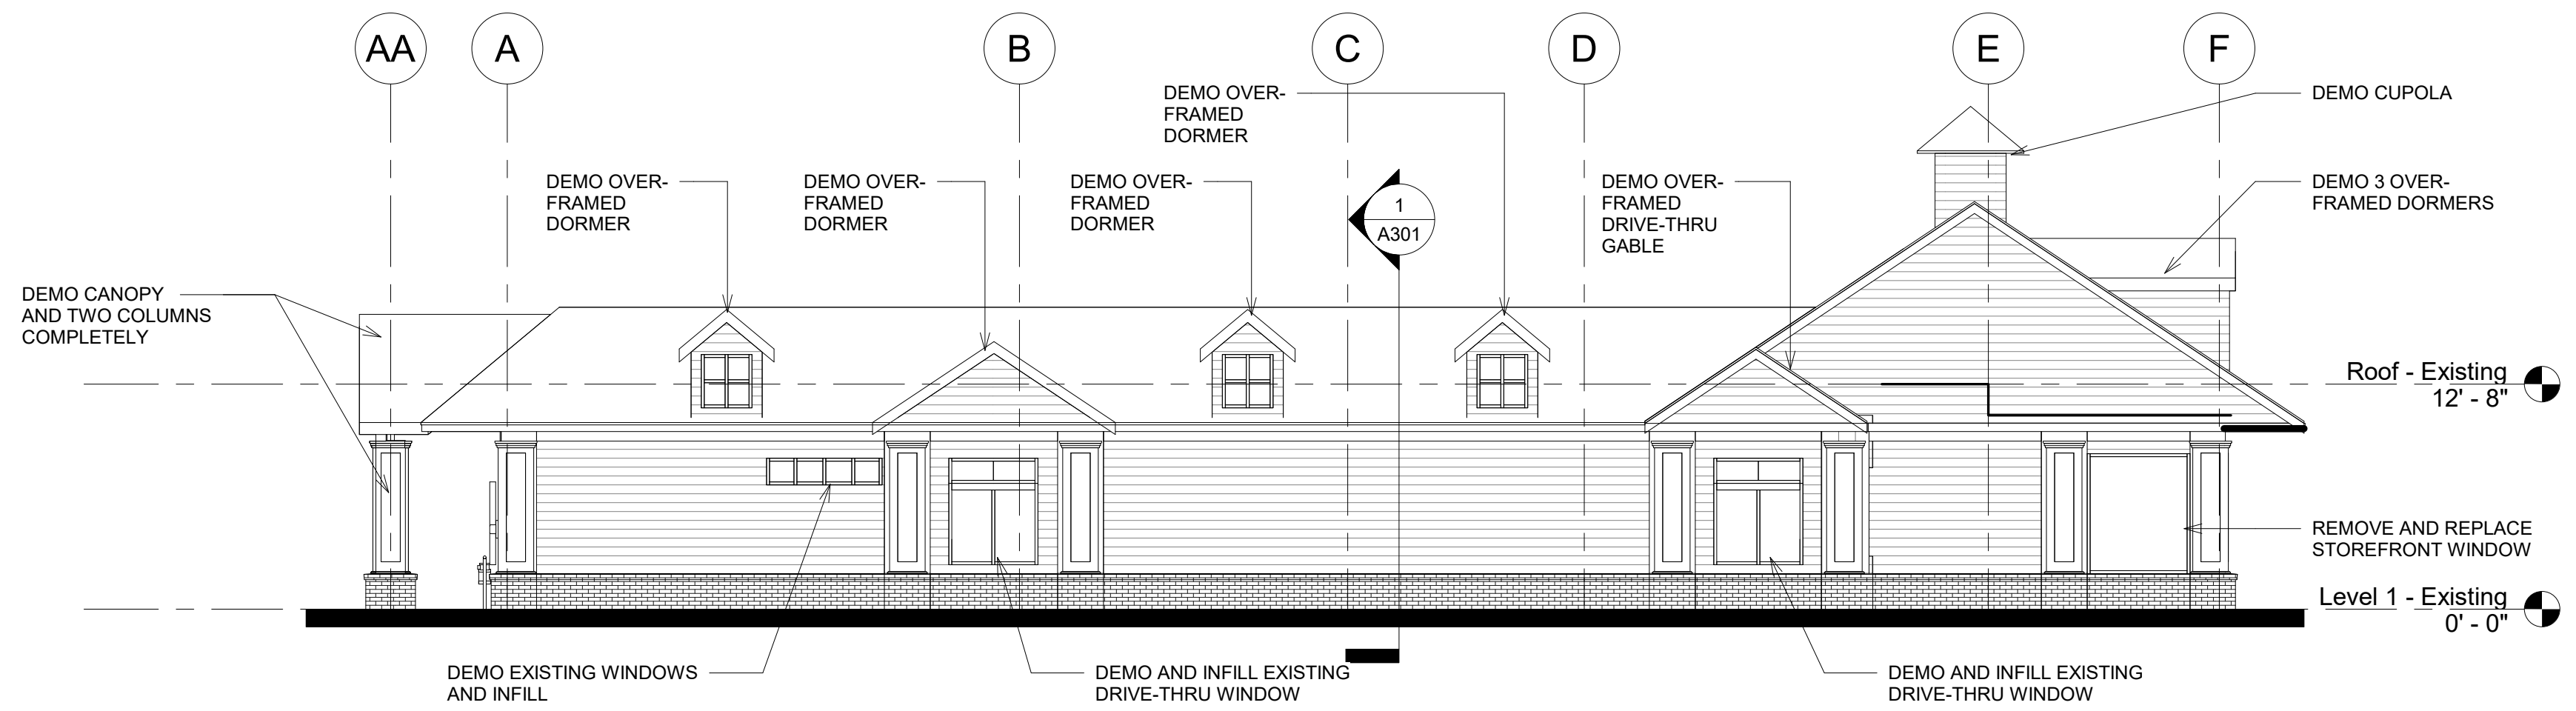 AA
A
B
C
D
E
F
DEMO OVER-
FRAMED
DORMER
DEMO CUPOLA
DEMO OVER-
FRAMED
DORMER
DEMO OVER-
FRAMED
DORMER
DEMO OVER-
FRAMED
DORMER
1
A301
DEMO OVER-
FRAMED
DRIVE-THRU
GABLE
DEMO 3 OVER-
FRAMED DORMERS
DEMO CANOPY
AND TWO COLUMNS
COMPLETELY
Roof - Existing
12' - 8"
REMOVE AND REPLACE
STOREFRONT WINDOW
Level 1 - Existing
0' - 0"
DEMO EXISTING WINDOWS
AND INFILL
DEMO AND INFILL EXISTING
DRIVE-THRU WINDOW
DEMO AND INFILL EXISTING
DRIVE-THRU WINDOW